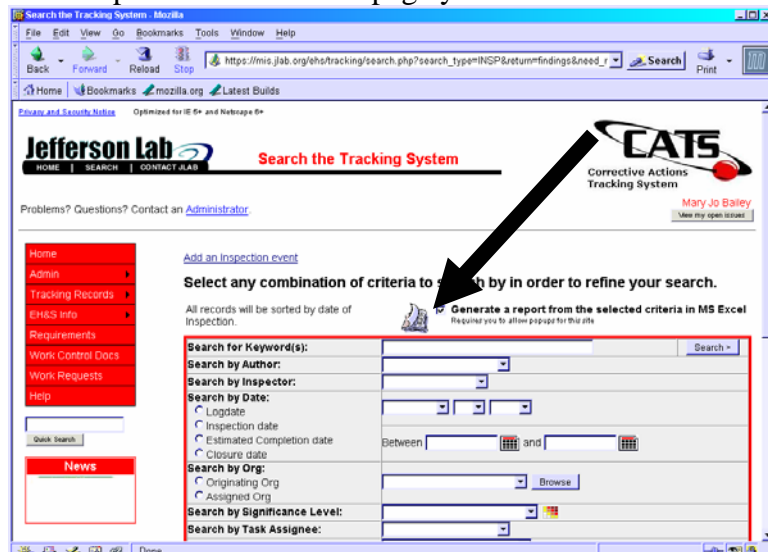 Search the Tracking System - Mozilla
File Edit View Go Bookmarks Tools Window Help
Back Forward Reload Stop https://mis.jlab.org/ehs/tracking/search.php?search_type=INSP&return=findings&need_r Search Print
Home Bookmarks mozilla.org Latest Builds
Privacy and Security Notice Optimized for IE 6+ and Netscape 6+
Jefferson Lab
HOME | SEARCH | CONTACT JLAB
Search the Tracking System
CATS
Corrective Actions
Tracking System
Problems? Questions? Contact an Administrator.
Mary Jo Bailey
View my open issues
Home
Admin
Tracking Records
EH&S Info
Requirements
Work Control Docs
Work Requests
Help
Quick Search
News
Add an Inspection event
Select any combination of criteria to search by in order to refine your search.
All records will be sorted by date of
Inspection.
Generate a report from the selected criteria in MS Excel
Requires you to allow popups for this site
Search for Keyword(s): Search >
Search by Author:
Search by Inspector:
Search by Date:
Logdate
Inspection date
Estimated Completion date
Closure date
Between and
Search by Org:
Originating Org
Assigned Org
Browse
Search by Significance Level:
Search by Task Assignee:
Done